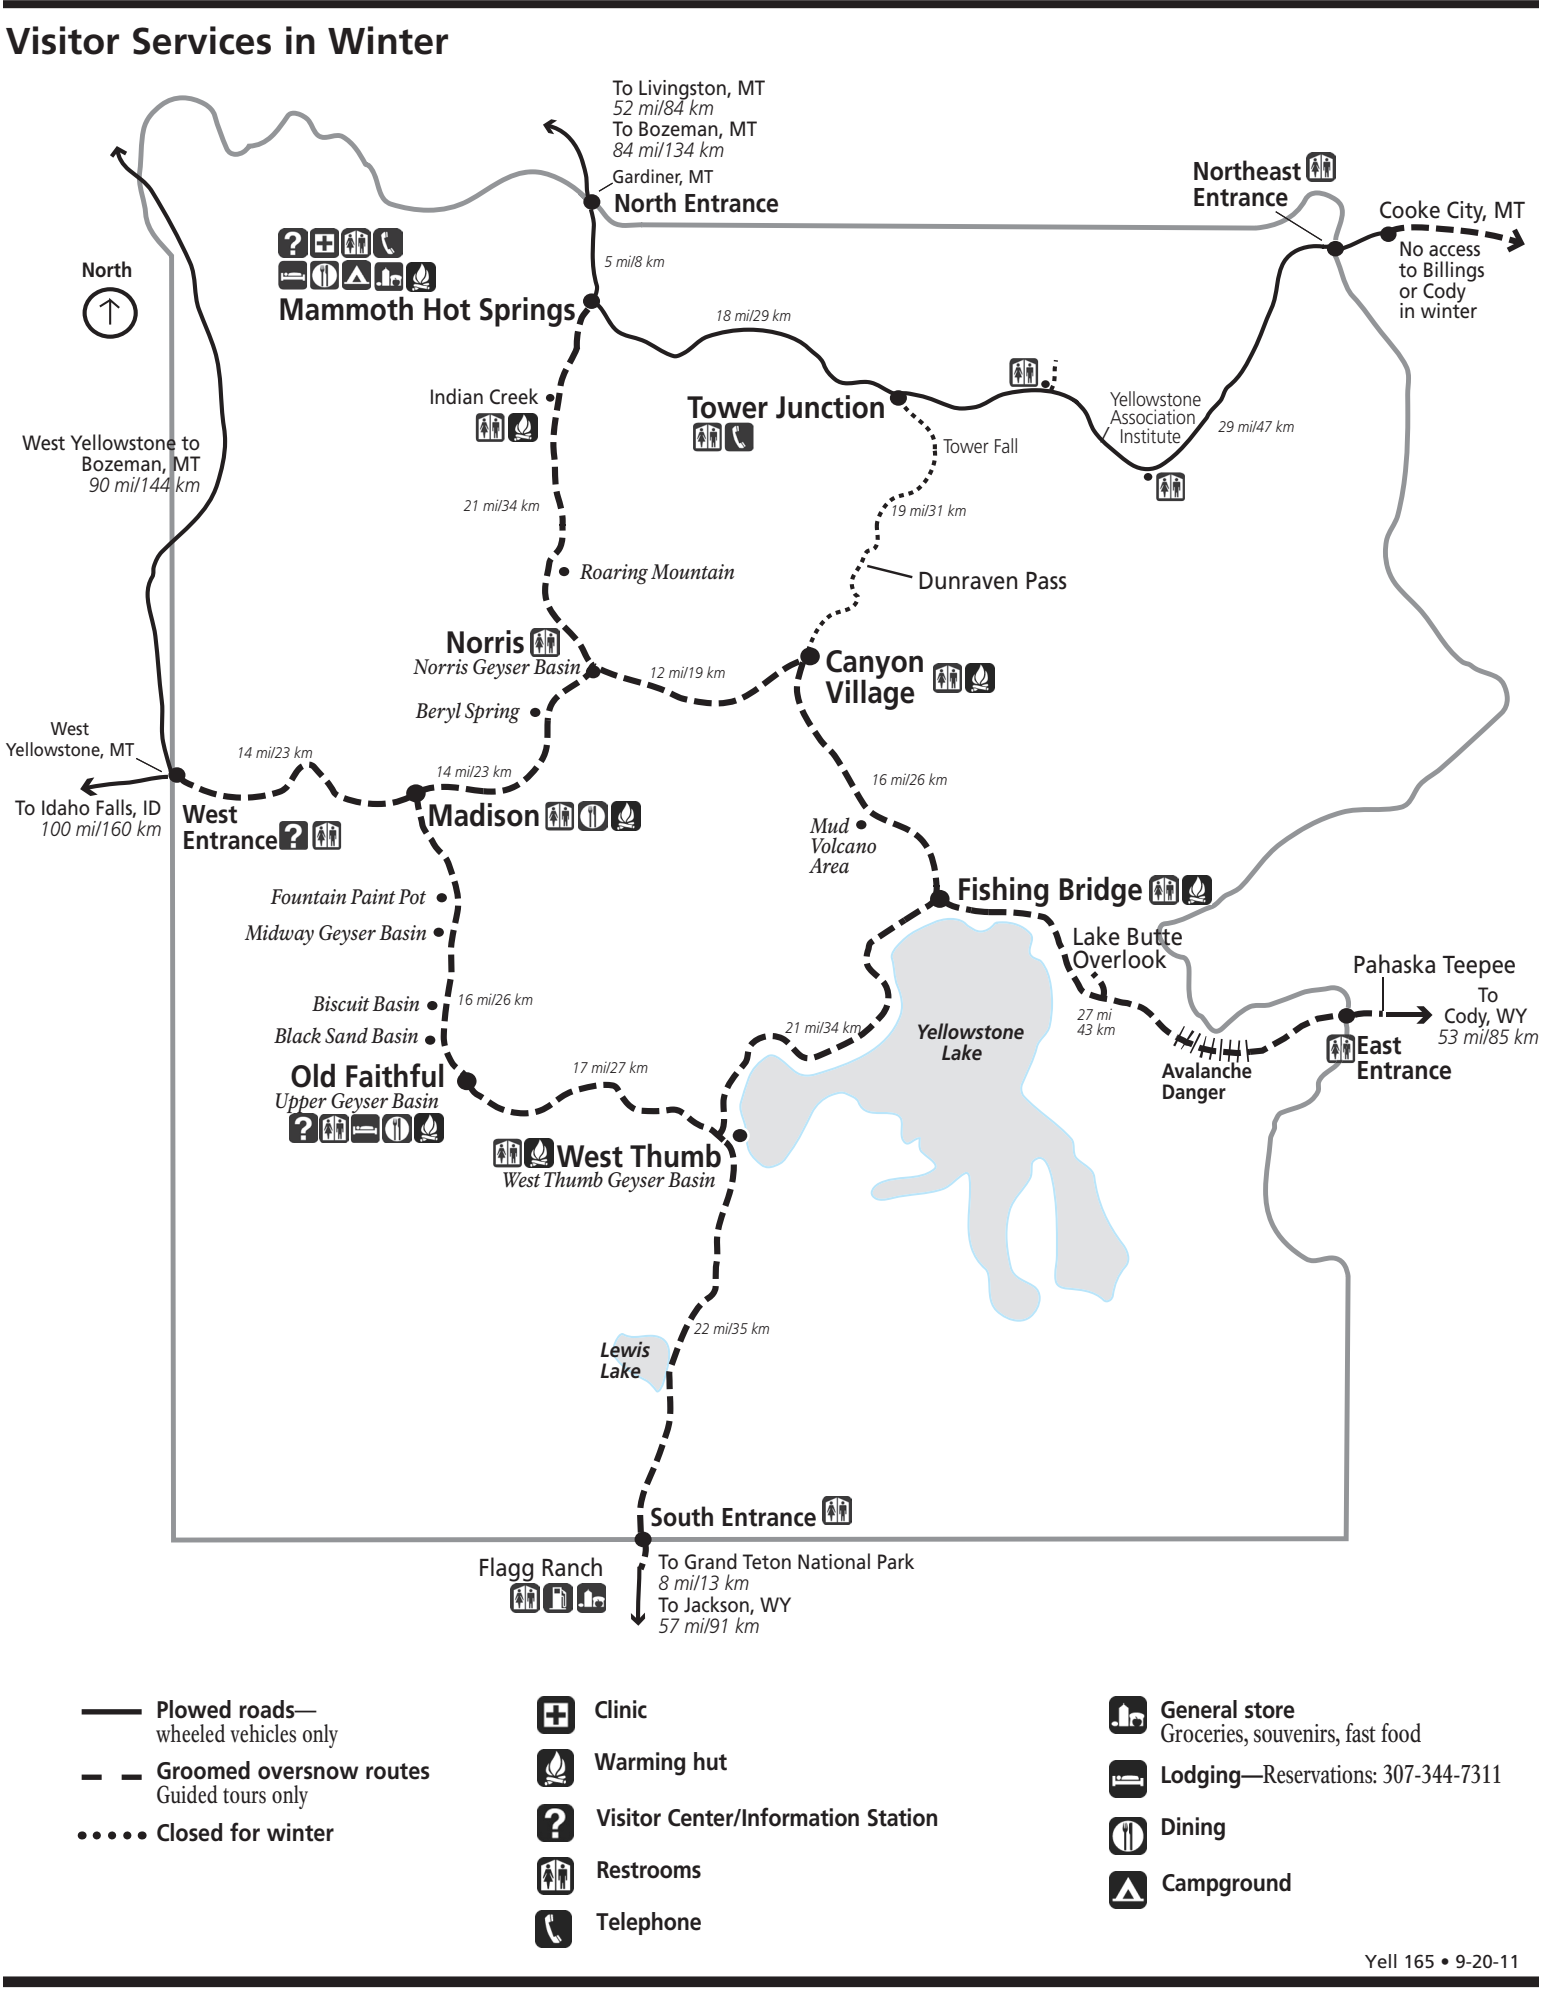 Visitor Services in Winter
To Livingston, MT
52 mi/84 km
To Bozeman, MT
84 mi/134 km
Gardiner, MT
North Entrance
Northeast
Entrance
Cooke City, MT
No access
to Billings
or Cody
in winter
North
5 mi/8 km
Mammoth Hot Springs
18 mi/29 km
Indian Creek
Tower Junction
Yellowstone
Association
Institute
29 mi/47 km
West Yellowstone to
Bozeman, MT
90 mi/144 km
Tower Fall
21 mi/34 km
19 mi/31 km
Roaring Mountain
Dunraven Pass
Norris
Norris Geyser Basin
12 mi/19 km
Canyon
Village
Beryl Spring
West
Yellowstone, MT
14 mi/23 km
14 mi/23 km
16 mi/26 km
To Idaho Falls, ID
100 mi/160 km
West
Entrance
Madison
Mud
Volcano
Area
Fountain Paint Pot
Fishing Bridge
Midway Geyser Basin
Lake Butte
Overlook
Pahaska Teepee
Biscuit Basin
16 mi/26 km
To
Cody, WY
53 mi/85 km
27 mi
43 km
Black Sand Basin
21 mi/34 km
Yellowstone
Lake
East
Entrance
Avalanche
Danger
Old Faithful
Upper Geyser Basin
17 mi/27 km
West Thumb
West Thumb Geyser Basin
22 mi/35 km
Lewis
Lake
South Entrance
Flagg Ranch
To Grand Teton National Park
8 mi/13 km
To Jackson, WY
57 mi/91 km
Plowed roads—
wheeled vehicles only
Groomed oversnow routes
Guided tours only
Closed for winter
Clinic
Warming hut
Visitor Center/Information Station
Restrooms
Telephone
General store
Groceries, souvenirs, fast food
Lodging—Reservations: 307-344-7311
Dining
Campground
Yell 165 • 9-20-11